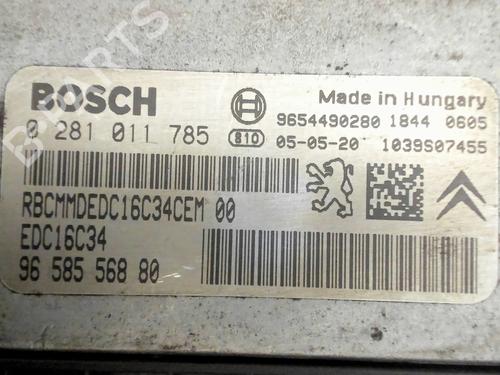 BOSCH
Made in Hungary
9654490280 1844 0605
0 281 011 785 810 05-05-20 1039S07455
RBCMMDEDC16C34CEM 00
EDC16C34
96 585 568 80
B-PARTS